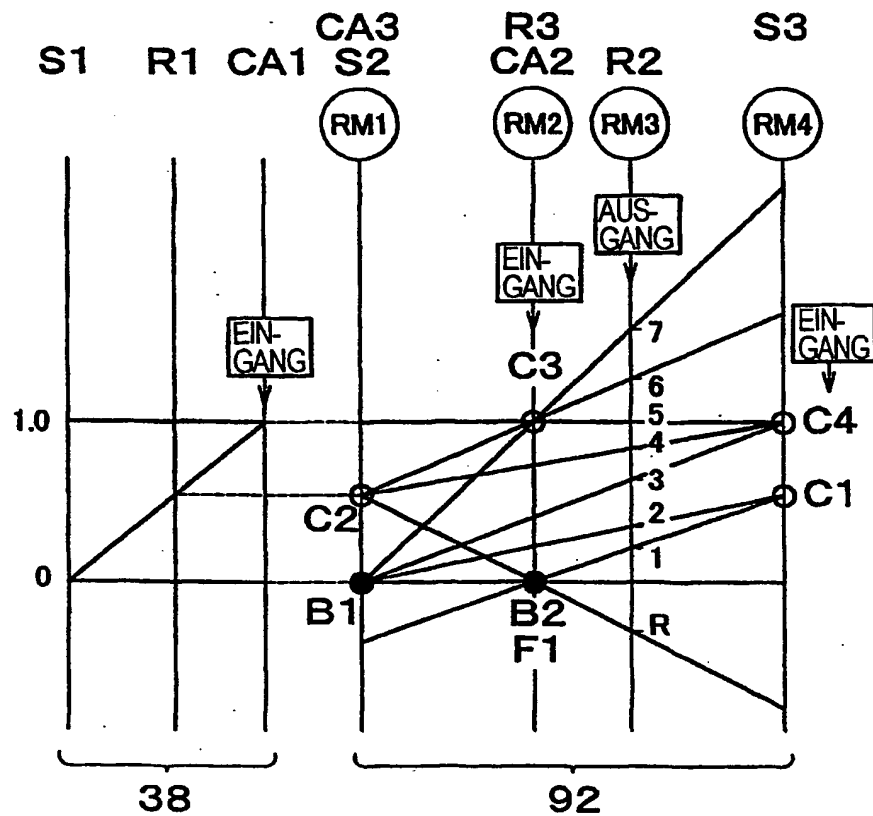 CA3 R3 S3
S1 R1 CA1 S2 CA2 R2
RM1 RM2 RM3 RM4
AUS-
GANG
EIN-
GANG
EIN-
GANG
EIN-
GANG
7
6
C3
1.0
5
C4
4
3
C2
2
C1
1
0
B1
B2
F1
R
38
92